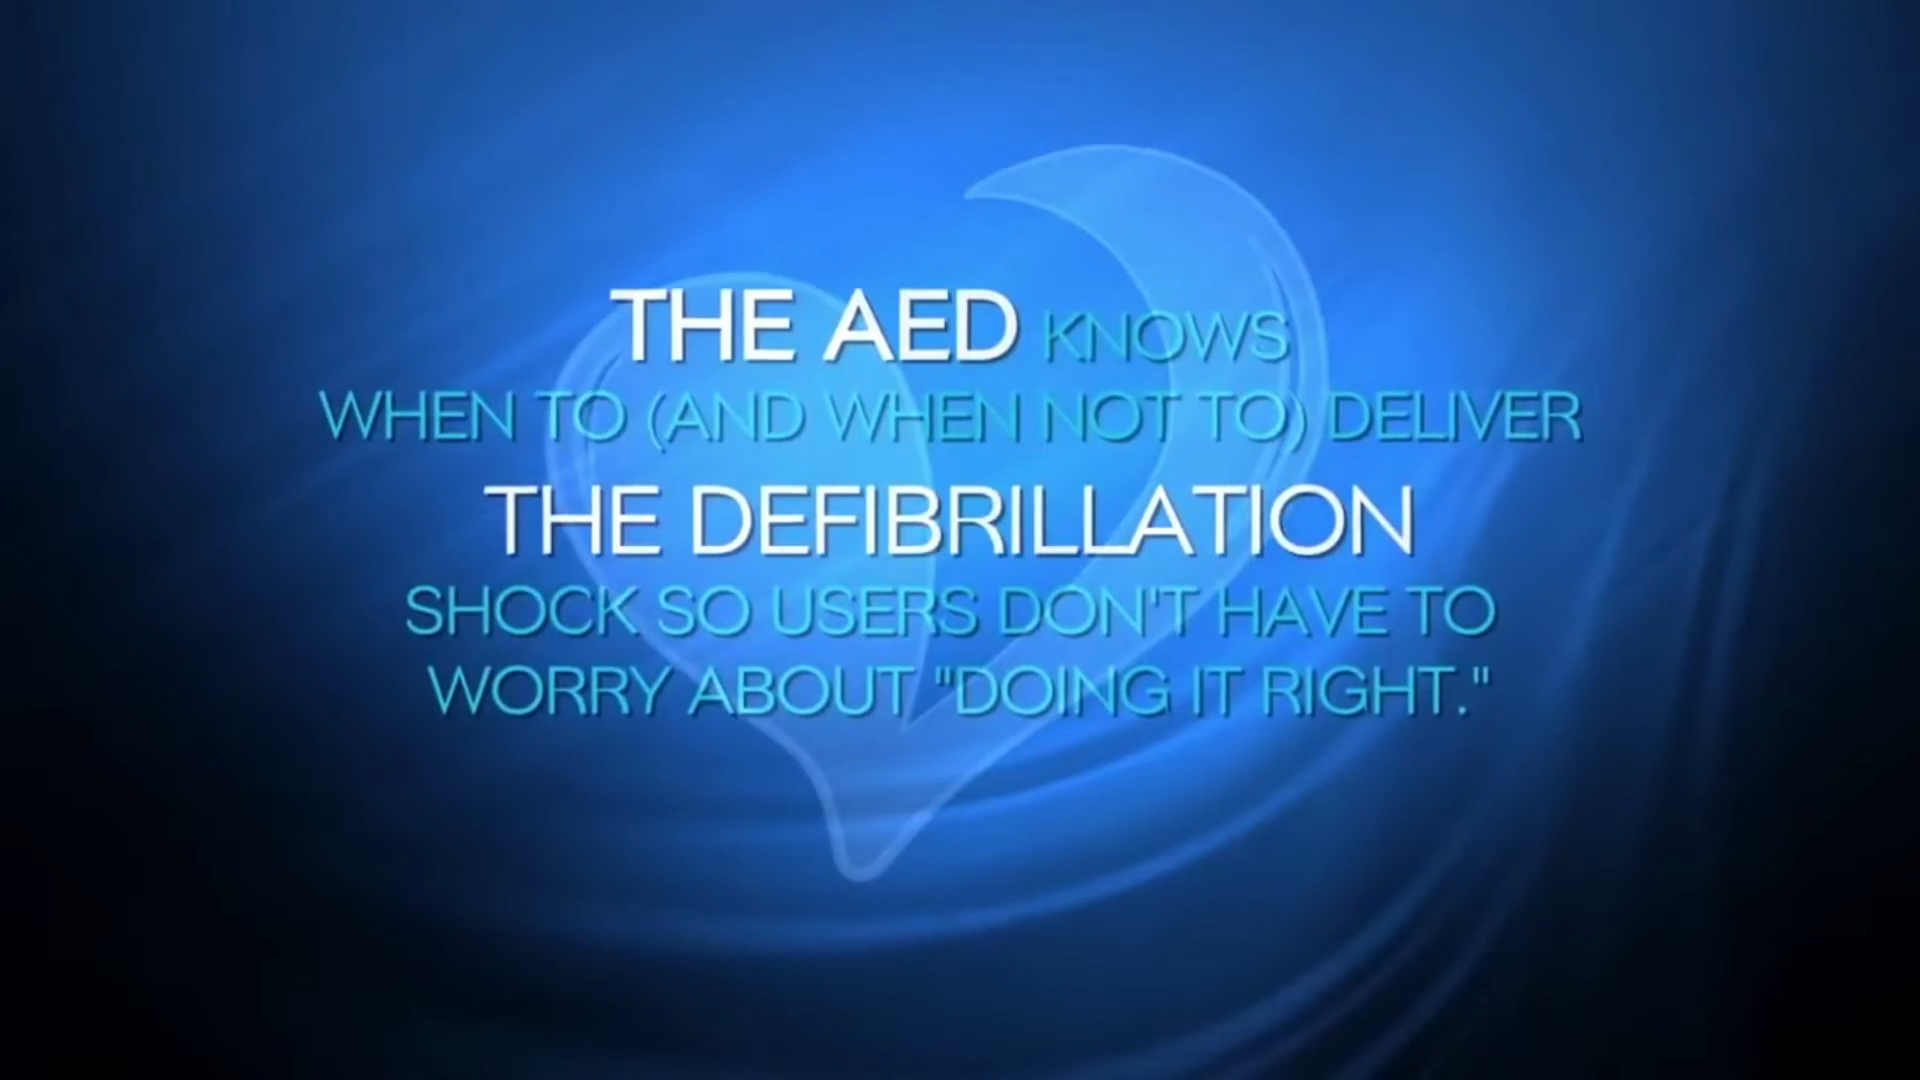 THE AED KNOWS
WHEN TO (AND WHEN NOT TO) DELIVER
THE DEFIBRILLATION
SHOCK SO USERS DON'T HAVE TO
WORRY ABOUT "DOING IT RIGHT."